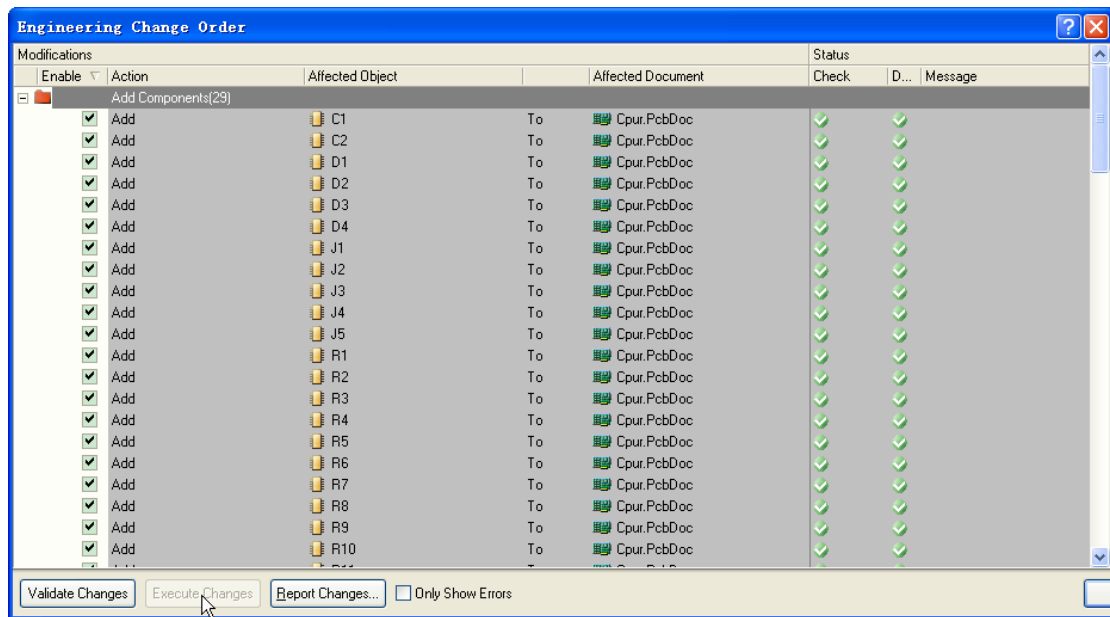 Engineering Change Order
Modifications Status
Enable Action Affected Object Affected Document Check D... Message
Add Components(29)
Add C1 To Cpur.PcbDoc
Add C2 To Cpur.PcbDoc
Add D1 To Cpur.PcbDoc
Add D2 To Cpur.PcbDoc
Add D3 To Cpur.PcbDoc
Add D4 To Cpur.PcbDoc
Add J1 To Cpur.PcbDoc
Add J2 To Cpur.PcbDoc
Add J3 To Cpur.PcbDoc
Add J4 To Cpur.PcbDoc
Add J5 To Cpur.PcbDoc
Add R1 To Cpur.PcbDoc
Add R2 To Cpur.PcbDoc
Add R3 To Cpur.PcbDoc
Add R4 To Cpur.PcbDoc
Add R5 To Cpur.PcbDoc
Add R6 To Cpur.PcbDoc
Add R7 To Cpur.PcbDoc
Add R8 To Cpur.PcbDoc
Add R9 To Cpur.PcbDoc
Add R10 To Cpur.PcbDoc
Validate Changes Execute Changes Report Changes... Only Show Errors